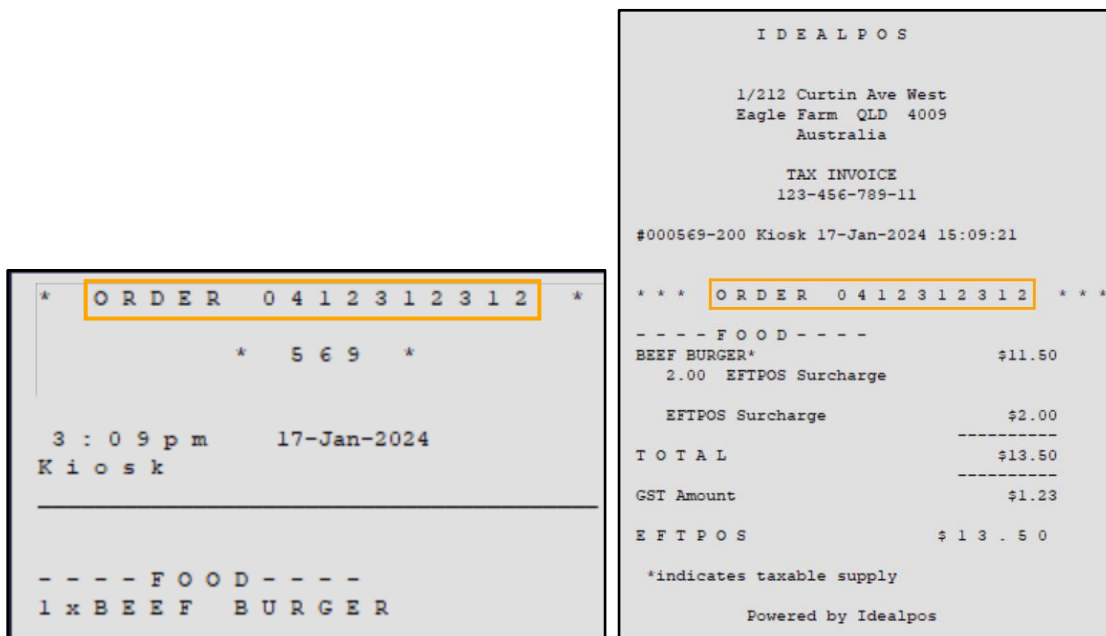 * ORDER 0412312312 *
* 569 *
3:09pm 17-Jan-2024
Kiosk
----FOOD----
1xBEEF BURGER
IDEALPOS
1/212 Curtin Ave West
Eagle Farm QLD 4009
Australia
TAX INVOICE
123-456-789-11
#000569-200 Kiosk 17-Jan-2024 15:09:21
* * * ORDER 0412312312 * * *
----FOOD----
BEEF BURGER* $11.50
2.00 EFTPOS Surcharge
EFTPOS Surcharge $2.00
----------
TOTAL $13.50
----------
GST Amount $1.23
EFTPOS $13.50
*indicates taxable supply
Powered by Idealpos